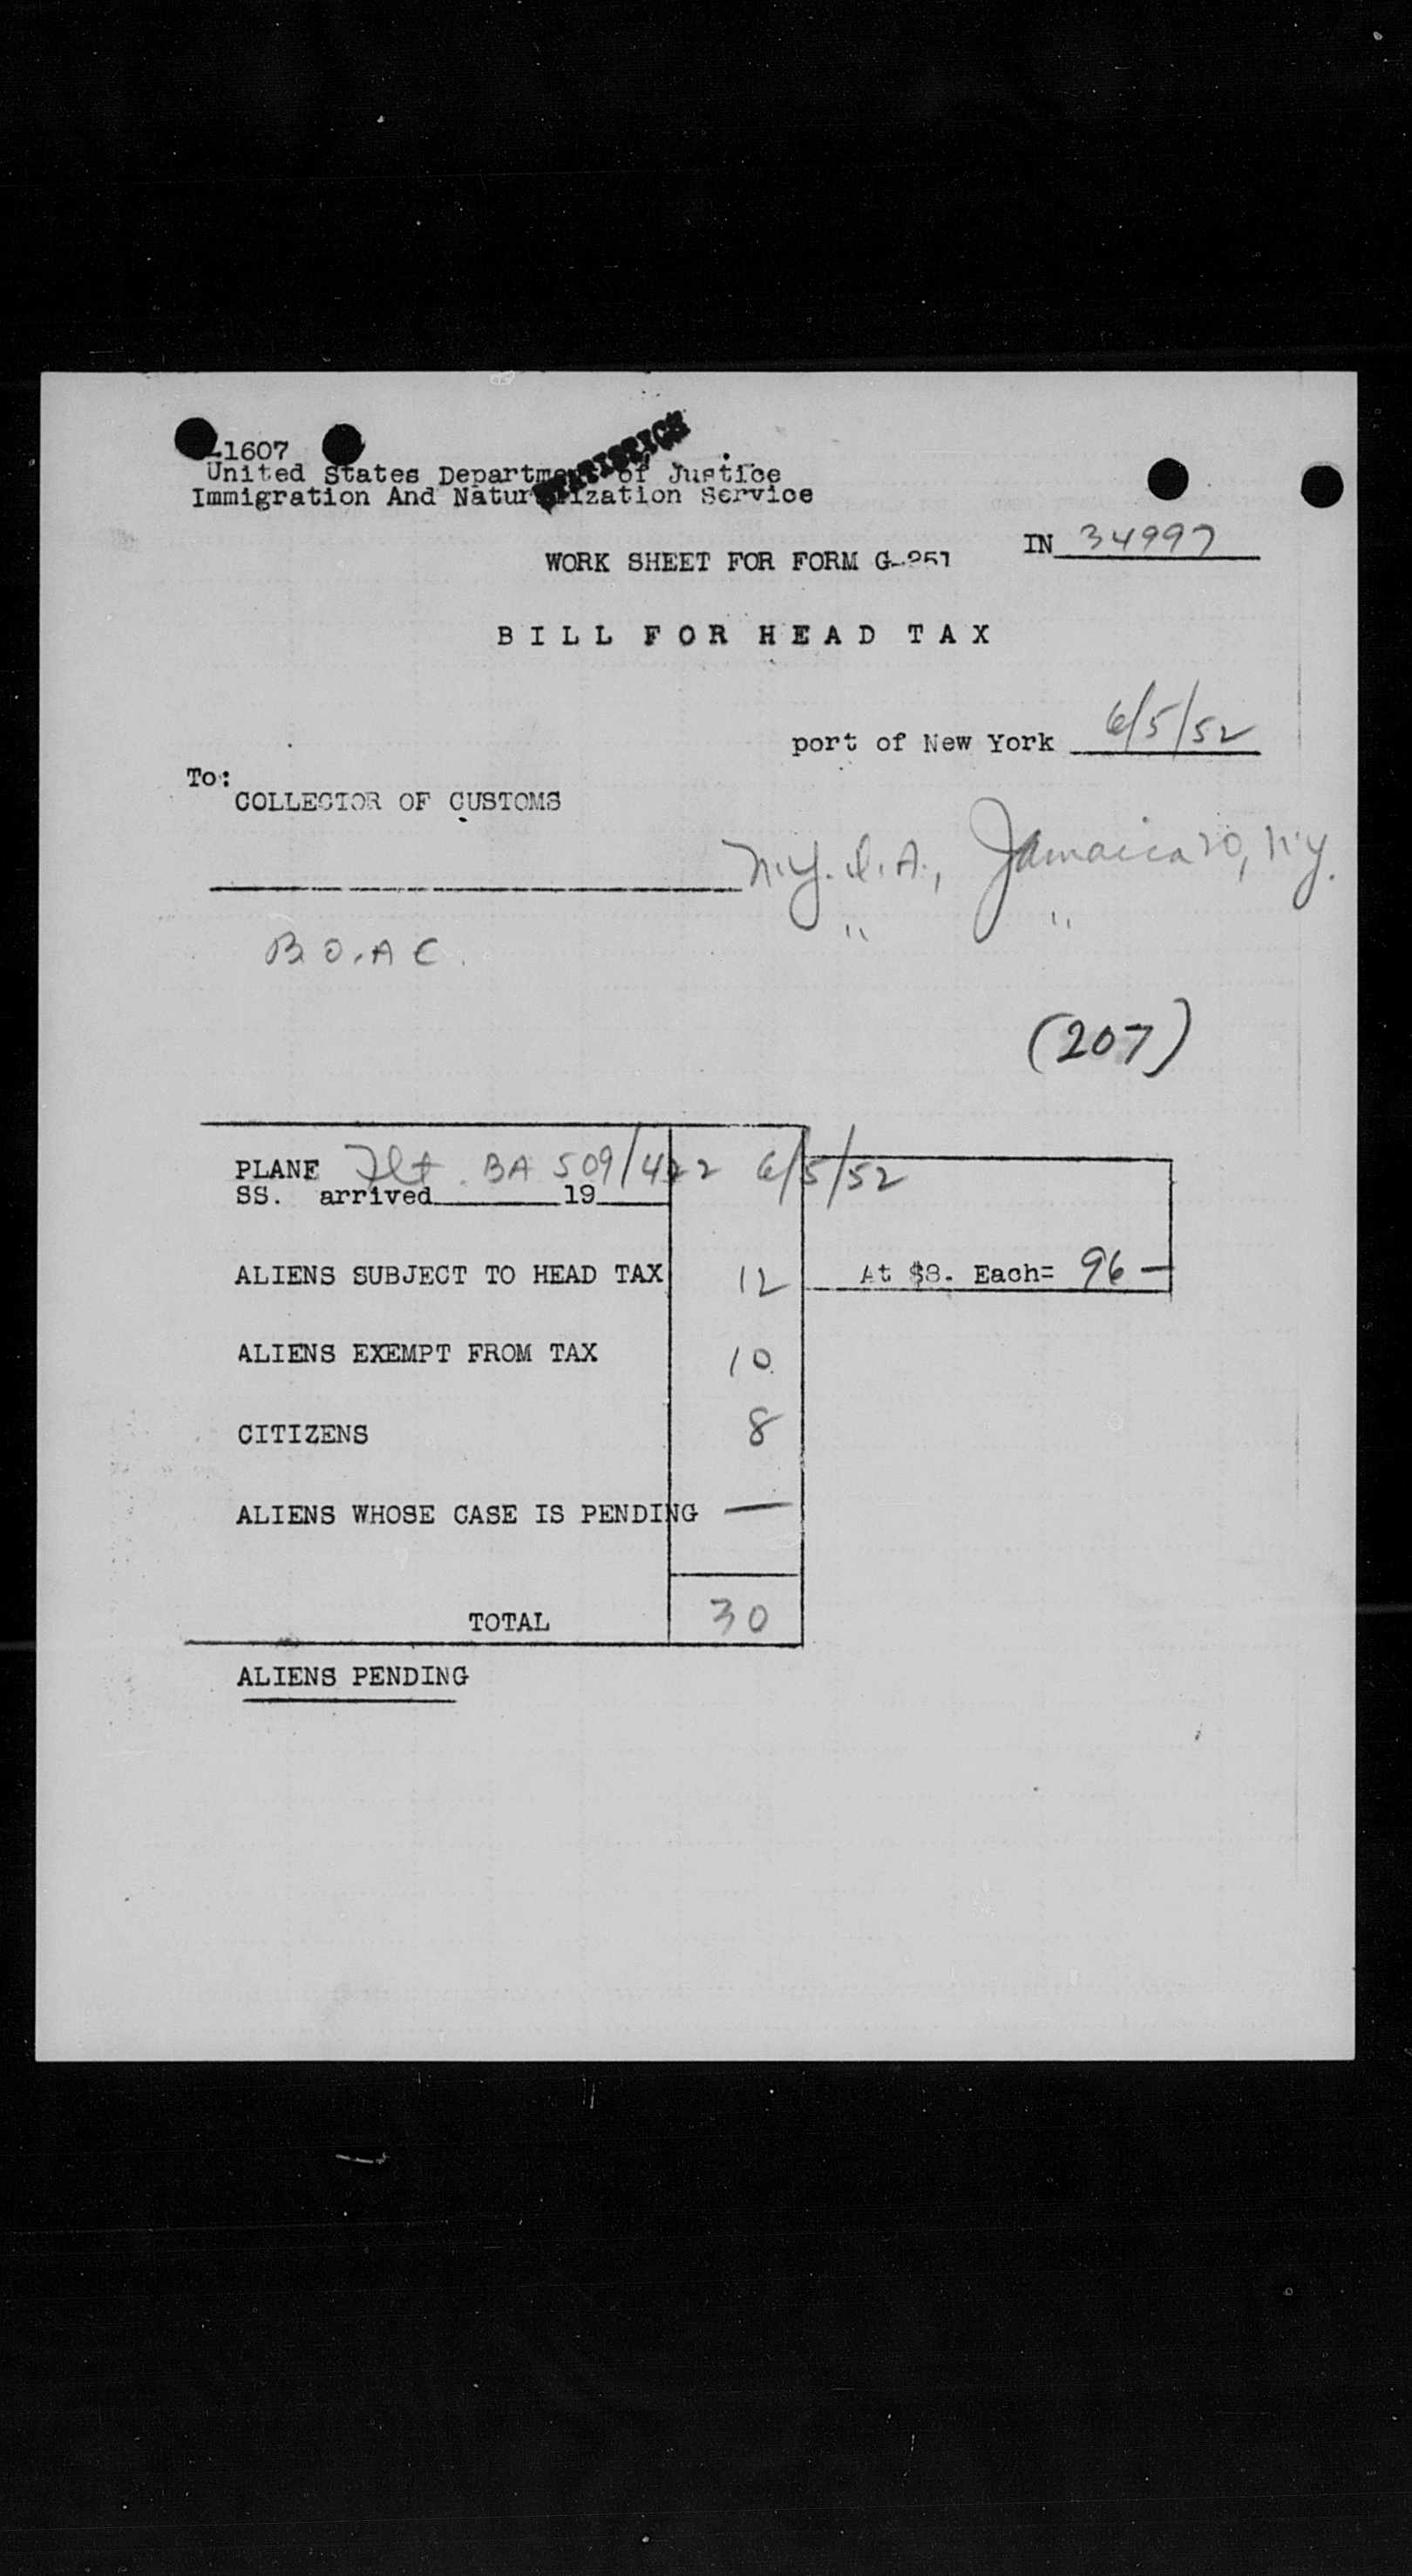 -1607
United States Department of Justice
Immigration And Naturalization Service
IN 34997
WORK SHEET FOR FORM G-251
BILL FOR HEAD TAX
port of New York 6/5/52
To:
COLLECTOR OF CUSTOMS
N.Y. I. A., Jamaica 20, N.Y.
" "
B O. A C.
(207)
PLANE Flt. BA 509/422 6/5/52
SS. arrived 19
ALIENS SUBJECT TO HEAD TAX 12 At $8. Each= 96 —
ALIENS EXEMPT FROM TAX 10
CITIZENS 8
ALIENS WHOSE CASE IS PENDING —
TOTAL 30
ALIENS PENDING